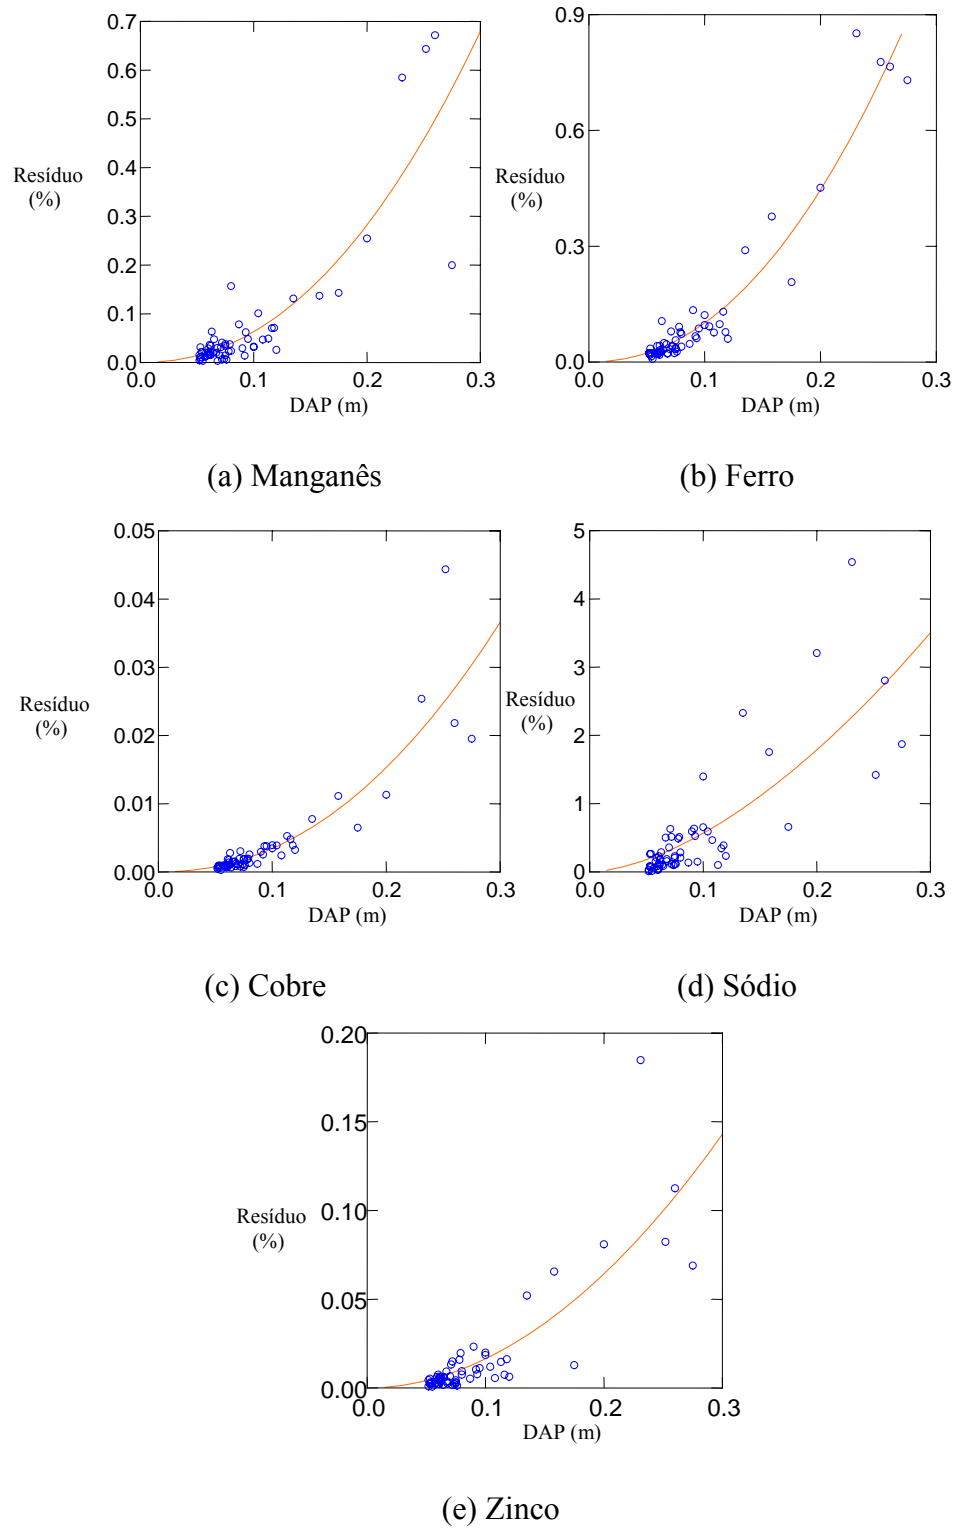 0.7
0.6
0.5
0.4
0.3
0.2
0.1
0.0
Resíduo
(%)
0.0 0.1 0.2 0.3
DAP (m)
(a) Manganês
0.9
0.6
0.3
0.0
Resíduo
(%)
0.0 0.1 0.2 0.3
DAP (m)
(b) Ferro
0.05
0.04
0.03
0.02
0.01
0.00
Resíduo
(%)
0.0 0.1 0.2 0.3
DAP (m)
(c) Cobre
5
4
3
2
1
0
Resíduo
(%)
0.0 0.1 0.2 0.3
DAP (m)
(d) Sódio
0.20
0.15
0.10
0.05
0.00
Resíduo
(%)
0.0 0.1 0.2 0.3
DAP (m)
(e) Zinco